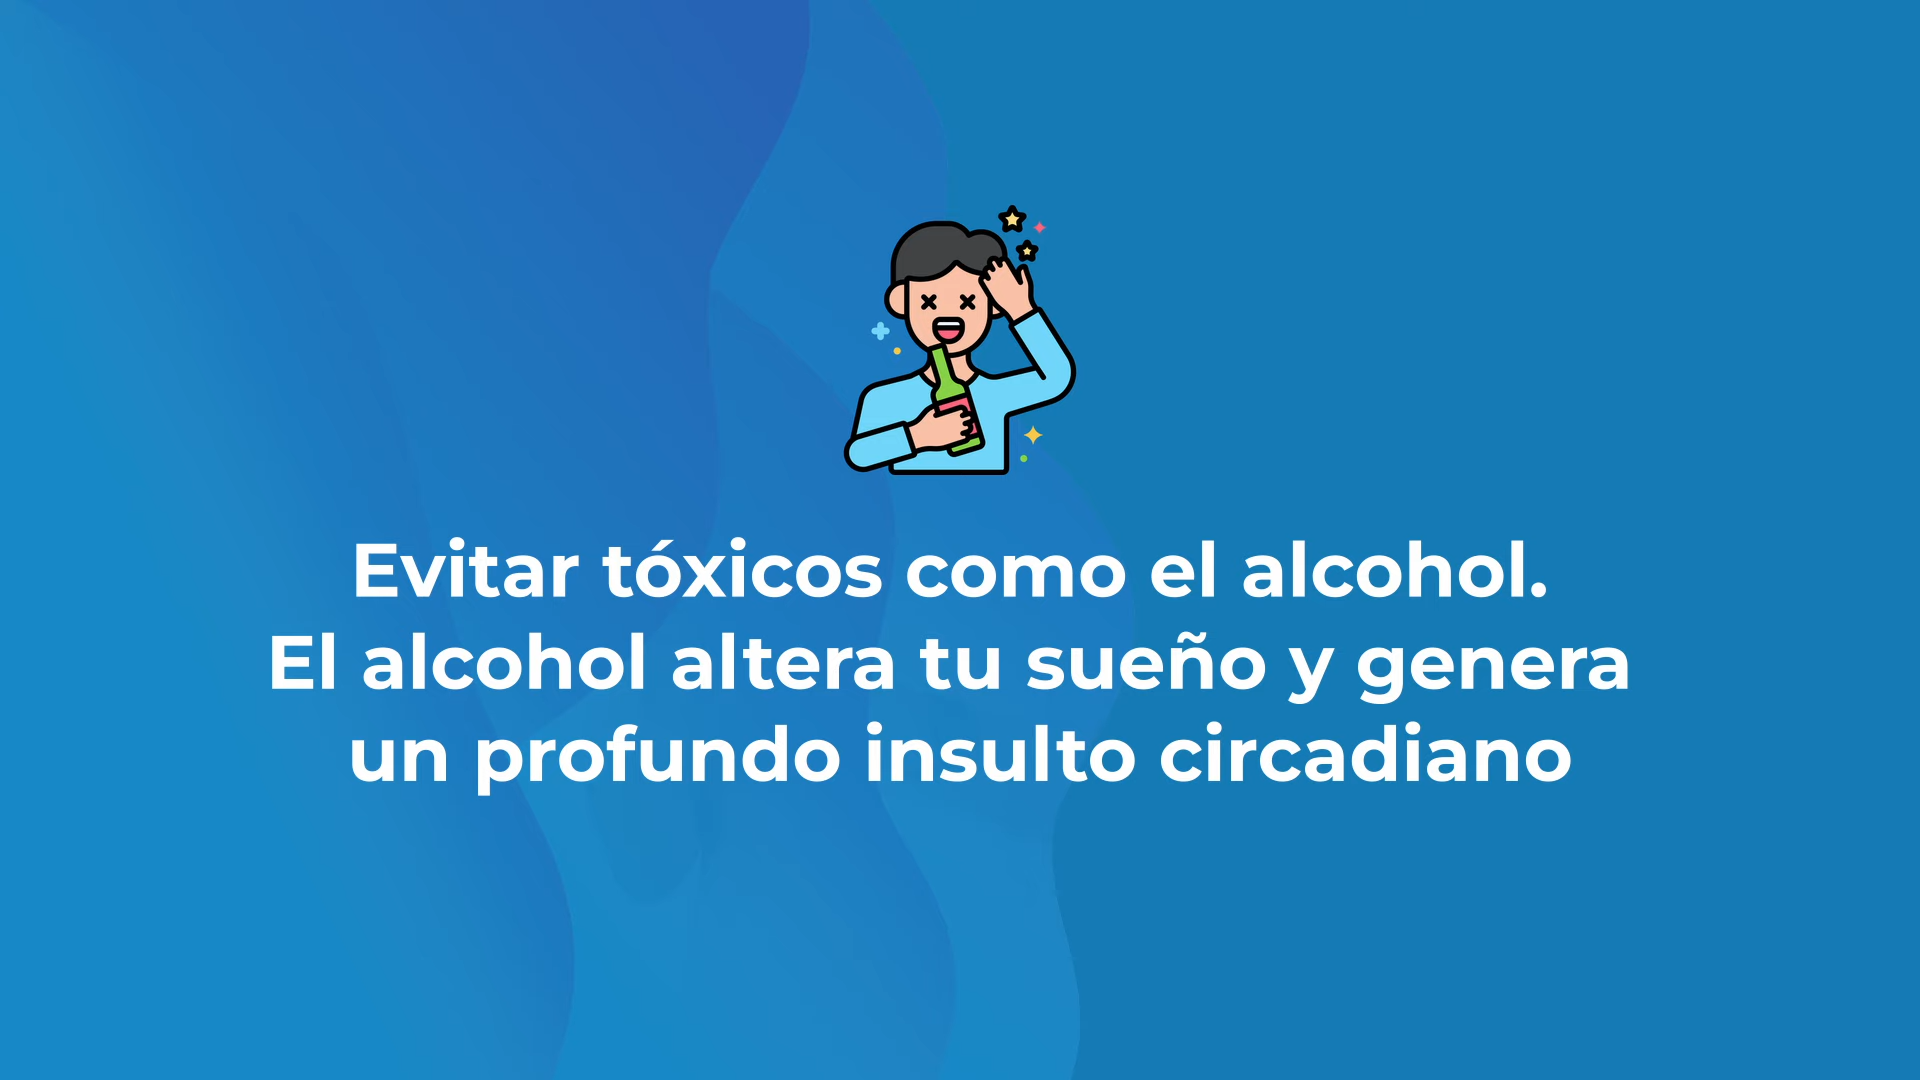 Evitar tóxicos como el alcohol.
El alcohol altera tu sueño y genera
un profundo insulto circadiano